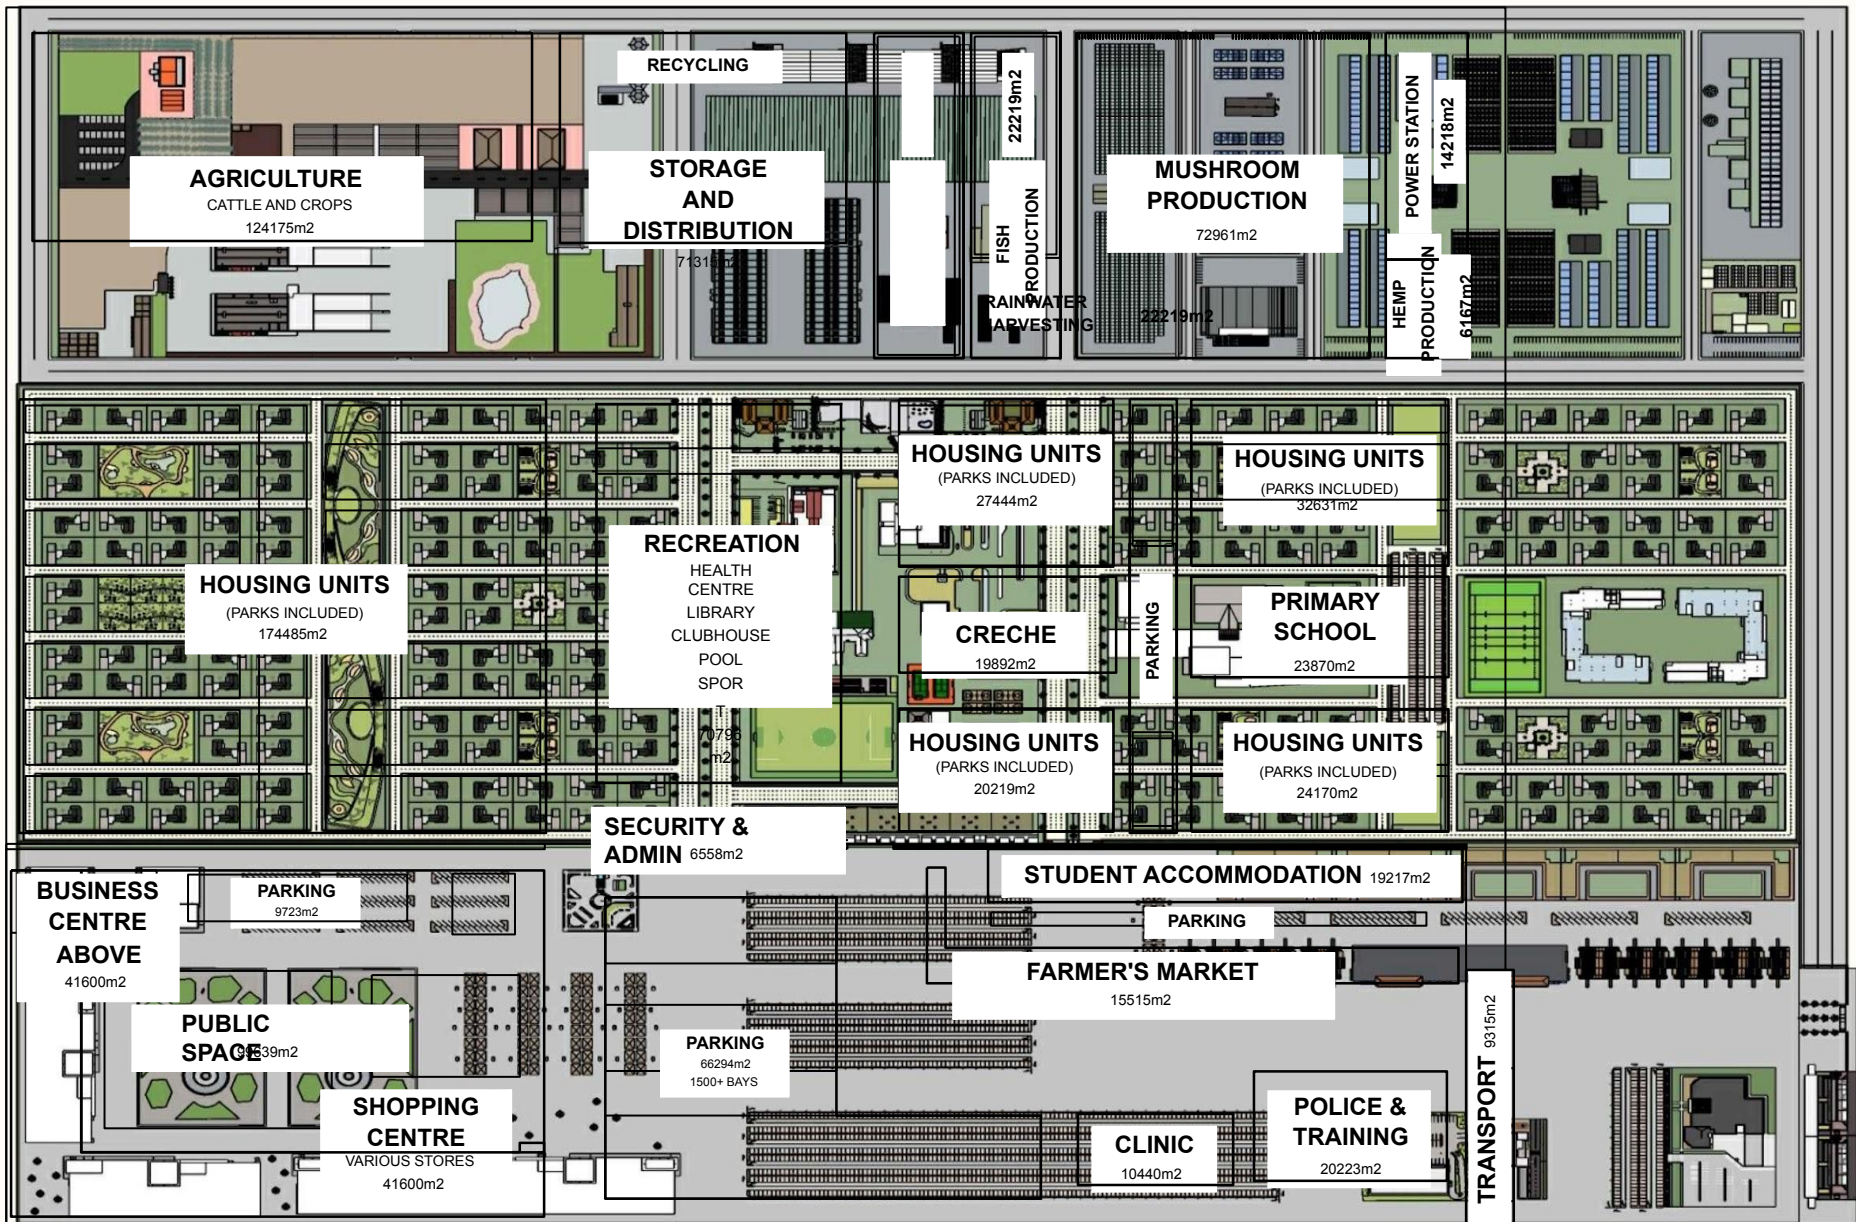 RECYCLING
22219m2
POWER STATION
14218m2
AGRICULTURE
CATTLE AND CROPS
124175m2
STORAGE
AND
DISTRIBUTION
71315m2
FISH
PRODUCTION
MUSHROOM
PRODUCTION
72961m2
RAINWATER
HARVESTING
22219m2
HEMP
PRODUCTION
6167m2
HOUSING UNITS
(PARKS INCLUDED)
174485m2
RECREATION
HEALTH
CENTRE
LIBRARY
CLUBHOUSE
POOL
SPOR
T
70796
m2
HOUSING UNITS
(PARKS INCLUDED)
27444m2
HOUSING UNITS
(PARKS INCLUDED)
32631m2
CRECHE
19892m2
PARKING
PRIMARY
SCHOOL
23870m2
HOUSING UNITS
(PARKS INCLUDED)
20219m2
HOUSING UNITS
(PARKS INCLUDED)
24170m2
SECURITY &
ADMIN 6558m2
BUSINESS
CENTRE
ABOVE
41600m2
PARKING
9723m2
STUDENT ACCOMMODATION 19217m2
PARKING
FARMER'S MARKET
15515m2
PUBLIC
SPACE
99639m2
PARKING
66294m2
1500+ BAYS
SHOPPING
CENTRE
VARIOUS STORES
41600m2
CLINIC
10440m2
POLICE &
TRAINING
20223m2
TRANSPORT 9315m2